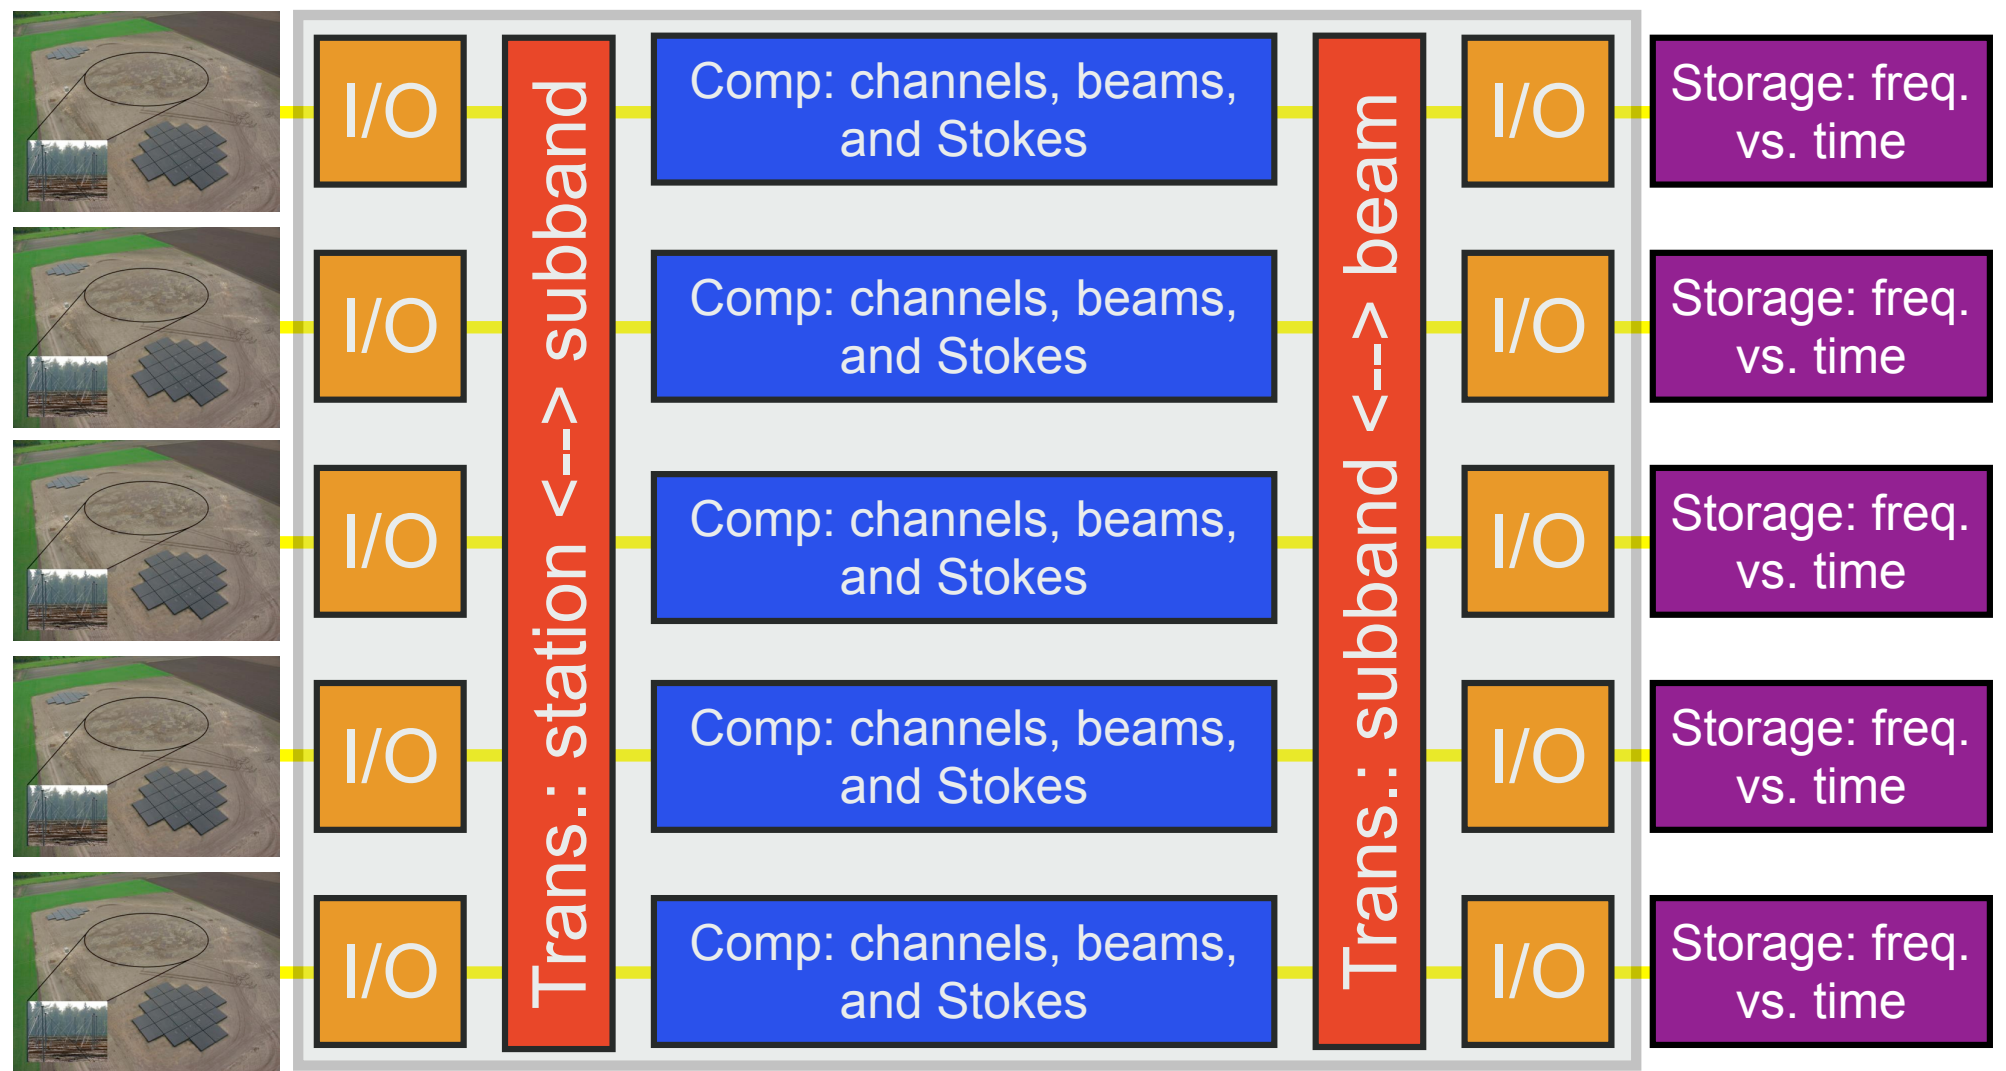 I/O
Trans.: station <--> subband
Comp: channels, beams,
and Stokes
Trans.: subband <--> beam
I/O
Storage: freq.
vs. time
I/O
Comp: channels, beams,
and Stokes
I/O
Storage: freq.
vs. time
I/O
Comp: channels, beams,
and Stokes
I/O
Storage: freq.
vs. time
I/O
Comp: channels, beams,
and Stokes
I/O
Storage: freq.
vs. time
I/O
Comp: channels, beams,
and Stokes
I/O
Storage: freq.
vs. time